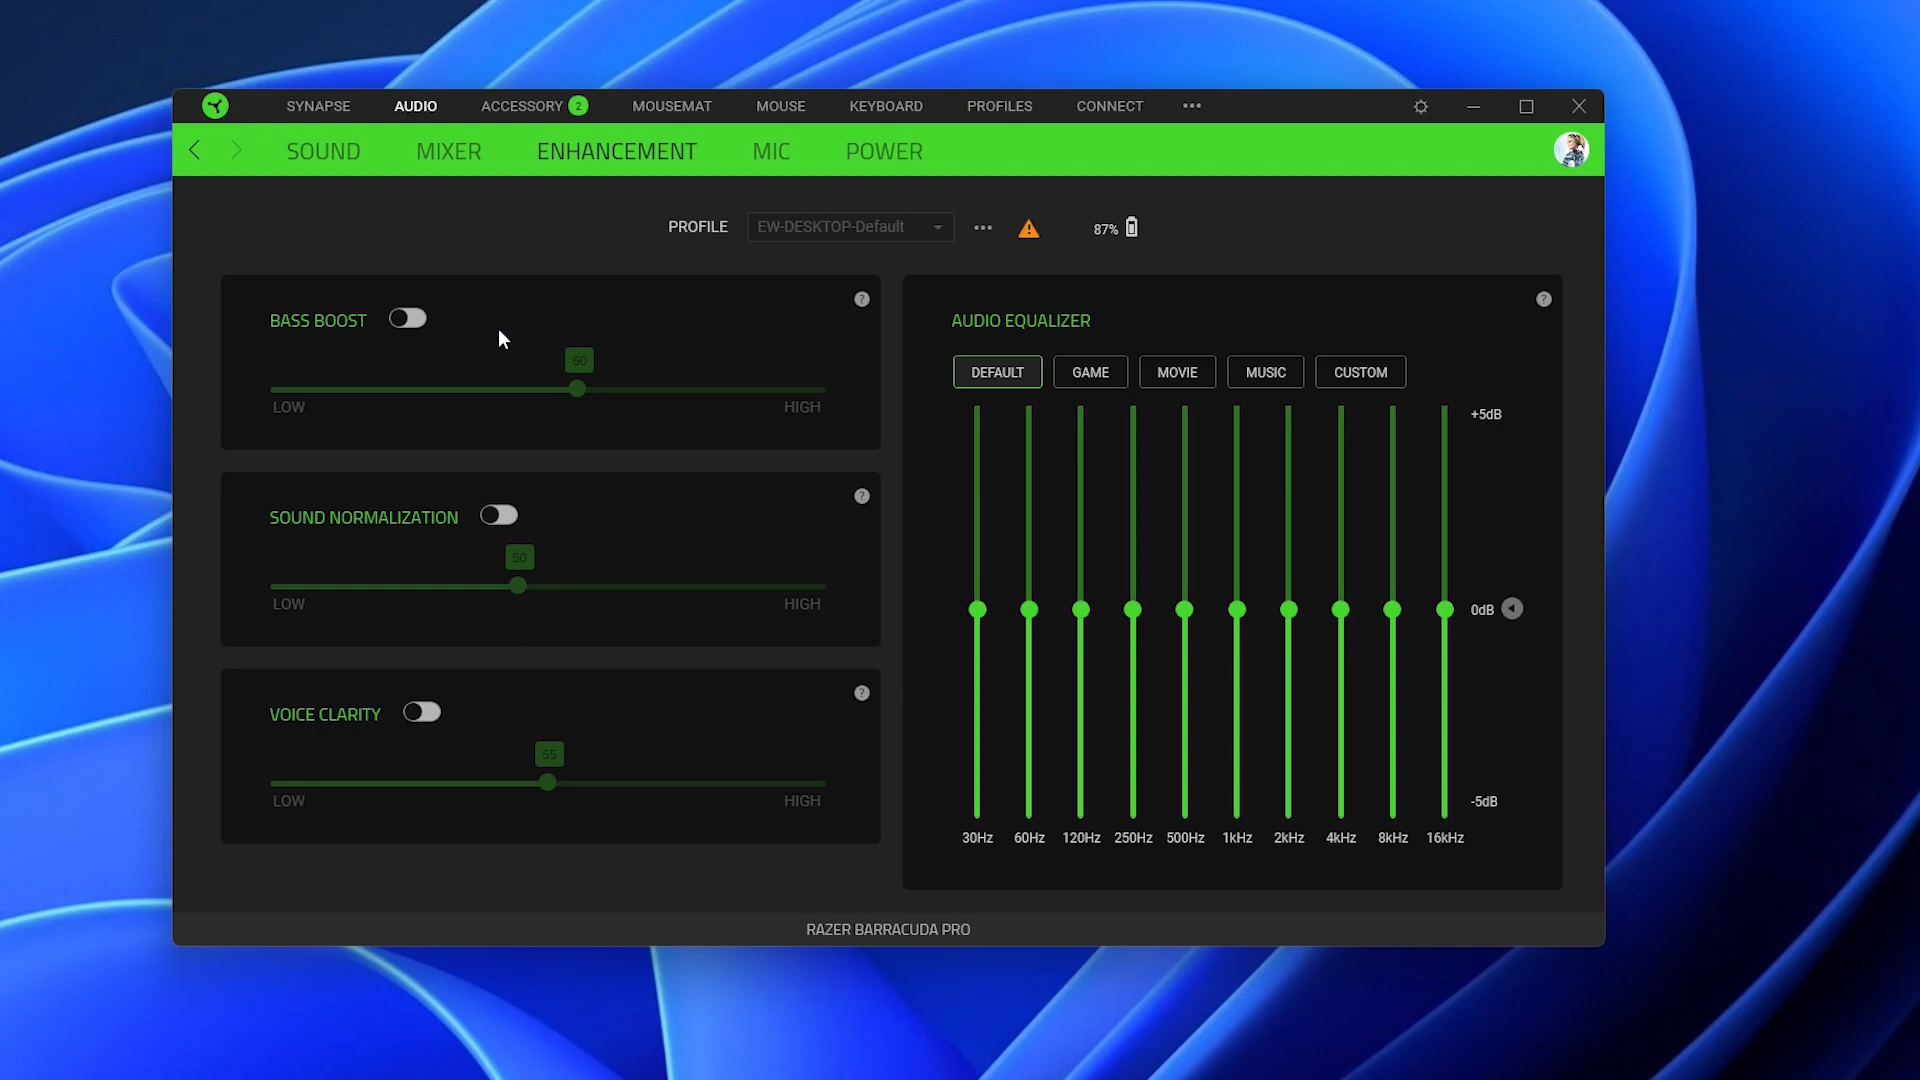 SYNAPSE AUDIO ACCESSORY 2 MOUSEMAT MOUSE KEYBOARD PROFILES CONNECT
SOUND MIXER ENHANCEMENT MIC POWER
PROFILE EW-DESKTOP-Default 87%
BASS BOOST
?
60
LOW HIGH
SOUND NORMALIZATION
?
50
LOW HIGH
VOICE CLARITY
?
55
LOW HIGH
AUDIO EQUALIZER
?
DEFAULT GAME MOVIE MUSIC CUSTOM
+5dB
0dB
-5dB
30Hz 60Hz 120Hz 250Hz 500Hz 1kHz 2kHz 4kHz 8kHz 16kHz
RAZER BARRACUDA PRO